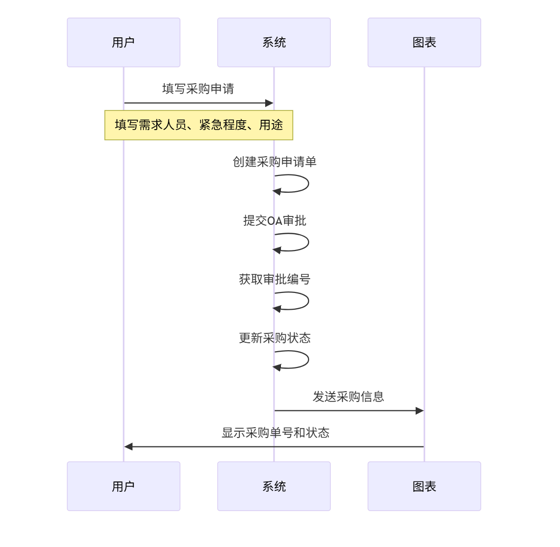 用户
系统
图表
填写采购申请
填写需求人员、紧急程度、用途
创建采购申请单
提交OA审批
获取审批编号
更新采购状态
发送采购信息
显示采购单号和状态
用户
系统
图表